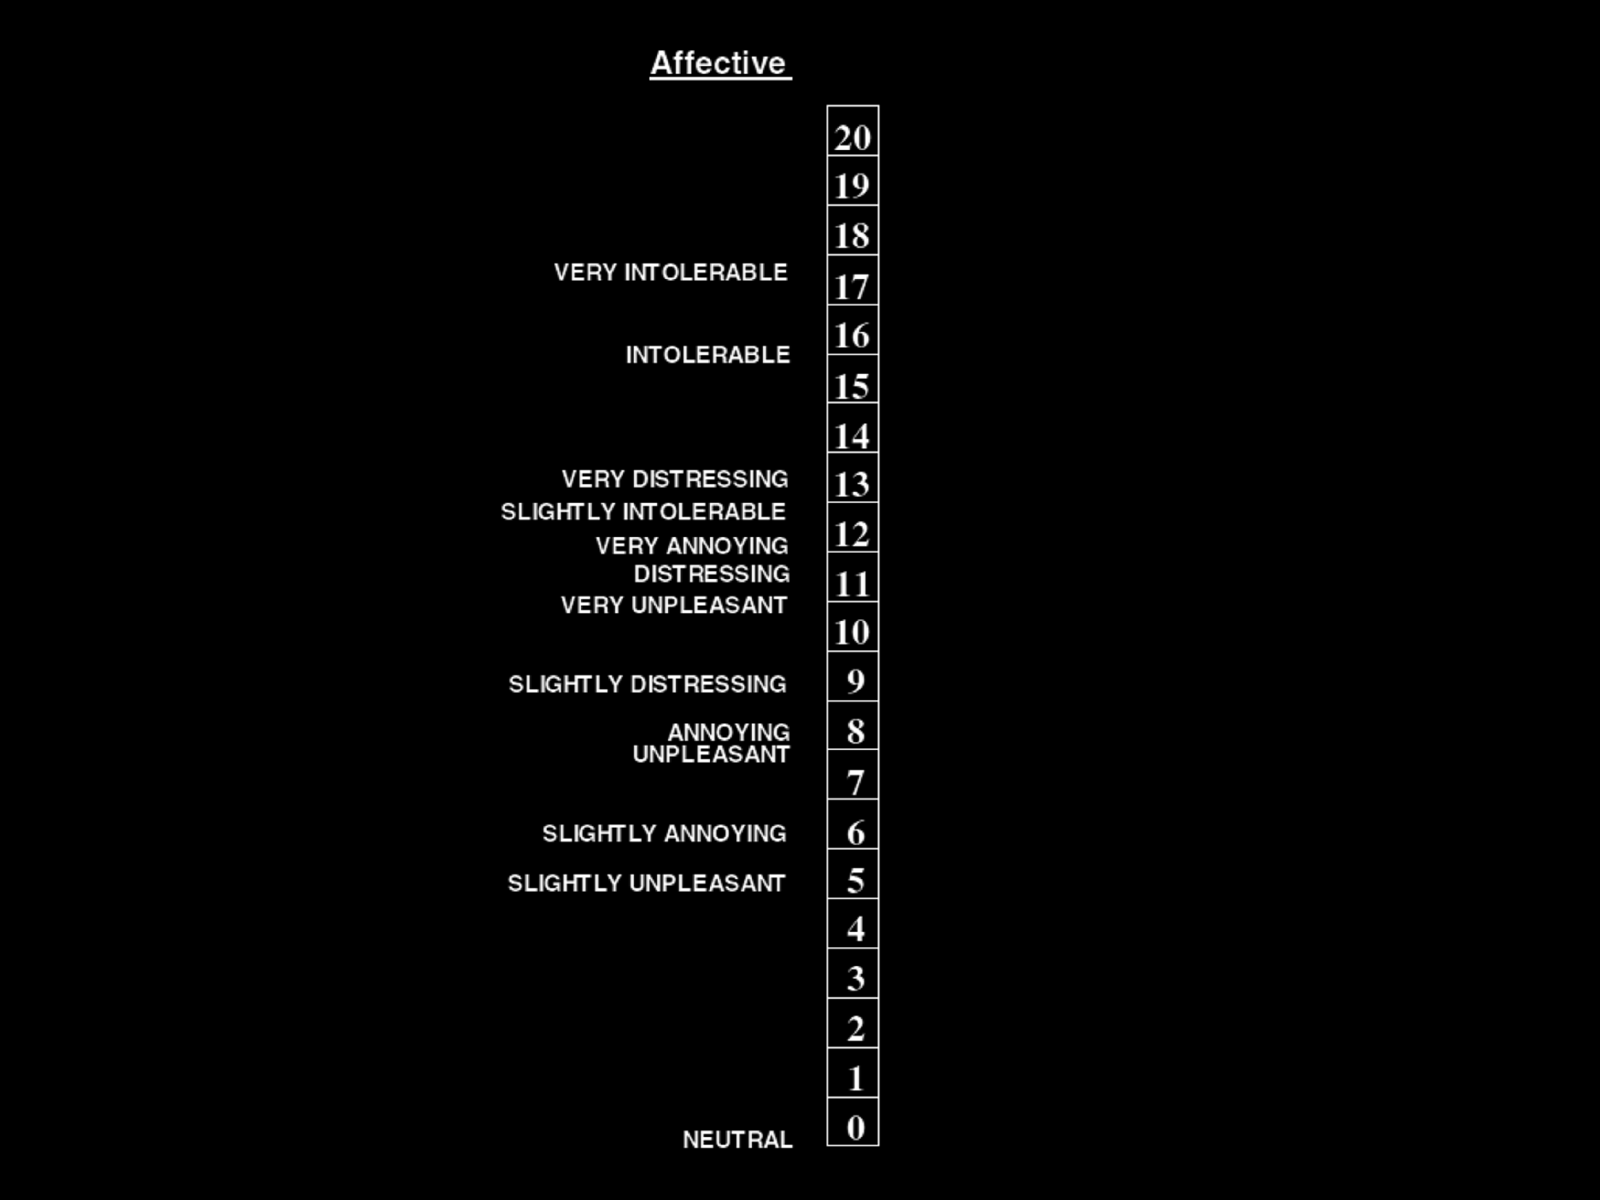 Affective
20
19
18
VERY INTOLERABLE 17
16
INTOLERABLE
15
14
VERY DISTRESSING 13
SLIGHTLY INTOLERABLE
12
VERY ANNOYING
DISTRESSING 11
VERY UNPLEASANT
10
SLIGHTLY DISTRESSING 9
ANNOYING 8
UNPLEASANT
7
SLIGHTLY ANNOYING 6
SLIGHTLY UNPLEASANT 5
4
3
2
1
NEUTRAL 0